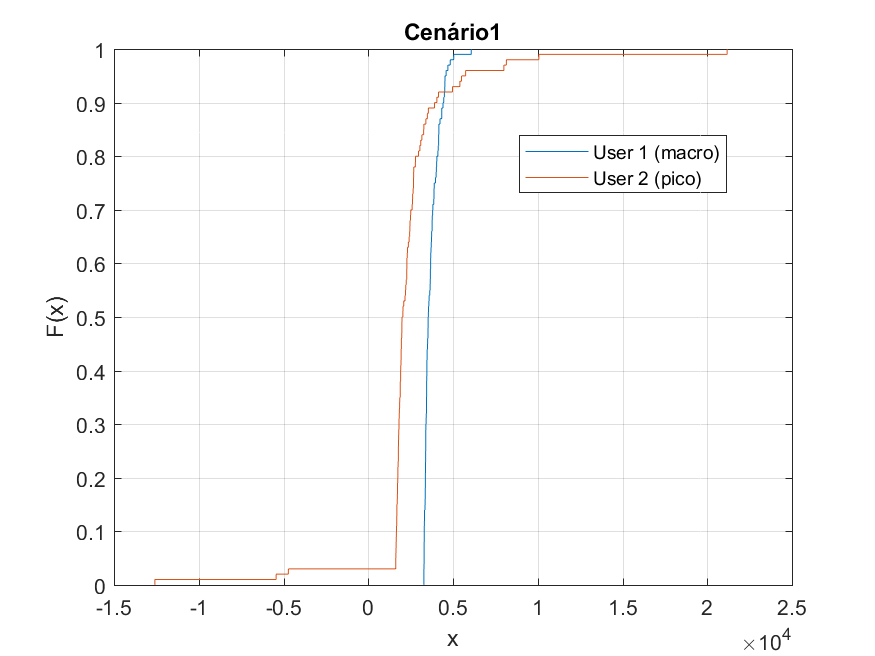 Cenário1
1
0.9
0.8
0.7
0.6
0.5
0.4
0.3
0.2
0.1
0
F(x)
User 1 (macro)
User 2 (pico)
-1.5 -1 -0.5 0 0.5 1 1.5 2 2.5
x
×10⁴